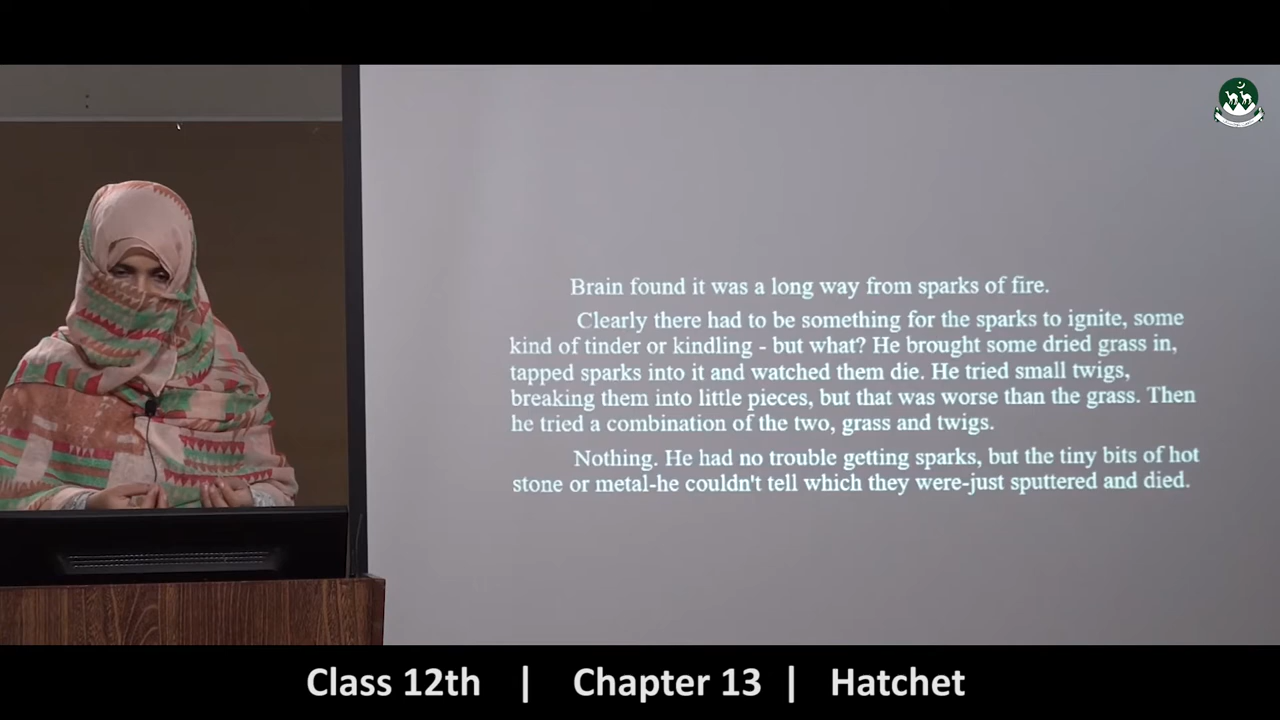 Brain found it was a long way from sparks of fire.
Clearly there had to be something for the sparks to ignite, some
kind of tinder or kindling - but what? He brought some dried grass in,
tapped sparks into it and watched them die. He tried small twigs,
breaking them into little pieces, but that was worse than the grass. Then
he tried a combination of the two, grass and twigs.
Nothing. He had no trouble getting sparks, but the tiny bits of hot
stone or metal-he couldn't tell which they were-just sputtered and died.
Class 12th | Chapter 13 | Hatchet